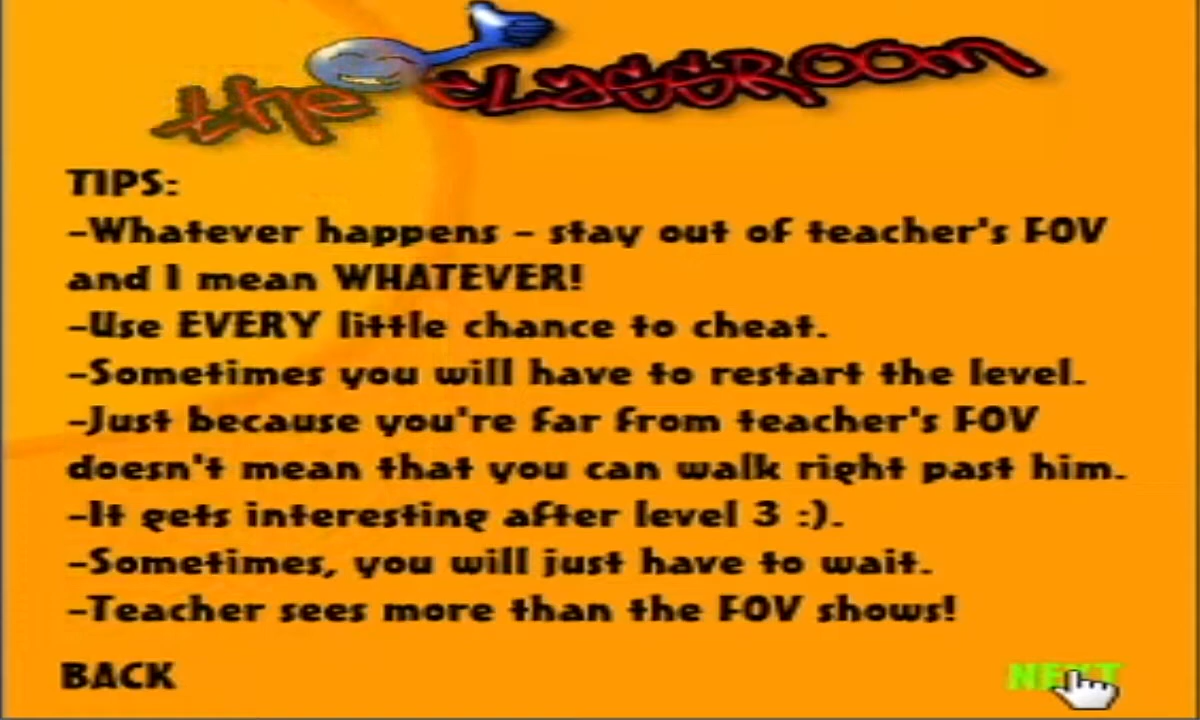 the classroom
TIPS:
-Whatever happens - stay out of teacher's FOV
and I mean WHATEVER!
-Use EVERY little chance to cheat.
-Sometimes you will have to restart the level.
-Just because you're far from teacher's FOV
doesn't mean that you can walk right past him.
-It gets interesting after level 3 :).
-Sometimes, you will just have to wait.
-Teacher sees more than the FOV shows!
BACK
NEXT